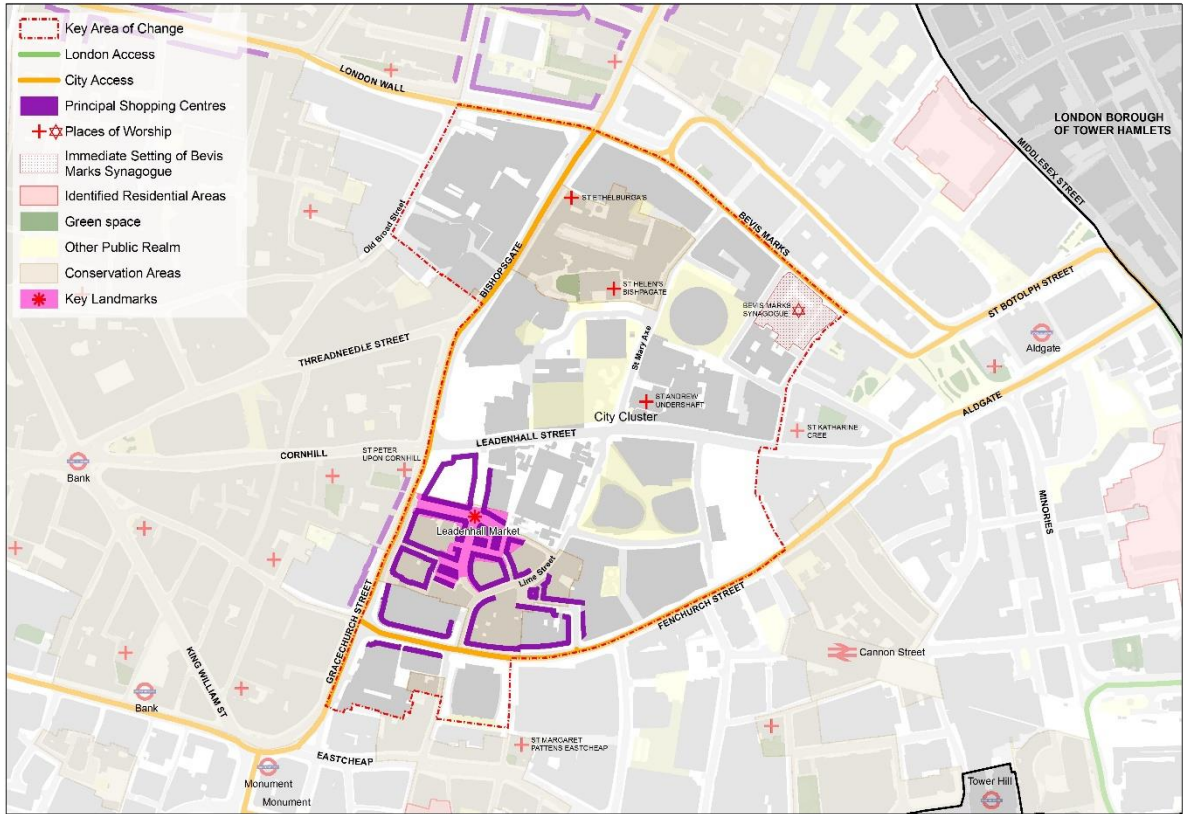 Key Area of Change
London Access
City Access
Principal Shopping Centres
Places of Worship
Immediate Setting of Bevis
Marks Synagogue
Identified Residential Areas
Green space
Other Public Realm
Conservation Areas
Key Landmarks
LONDON WALL
LONDON BOROUGH
OF TOWER HAMLETS
MIDDLESEX STREET
Old Broad Street
ST ETHELBURGA'S
BISHOPSGATE
BEVIS MARKS
ST HELEN'S
BISHPAGATE
BEVIS MARKS
SYNAGOGUE
ST BOTOLPH STREET
THREADNEEDLE STREET
St Mary Axe
Aldgate
ALDGATE
ST ANDREW
UNDERSHAFT
City Cluster
LEADENHALL STREET
ST KATHARINE
CREE
CORNHILL
ST PETER
UPON CORNHILL
Bank
MINORIES
Leadenhall Market
Lime Street
GRACECHURCH STREET
FENCHURCH STREET
Cannon Street
KING WILLIAM ST
Bank
EASTCHEAP
ST MARGARET
PATTENS EASTCHEAP
Monument
Monument
Tower Hill